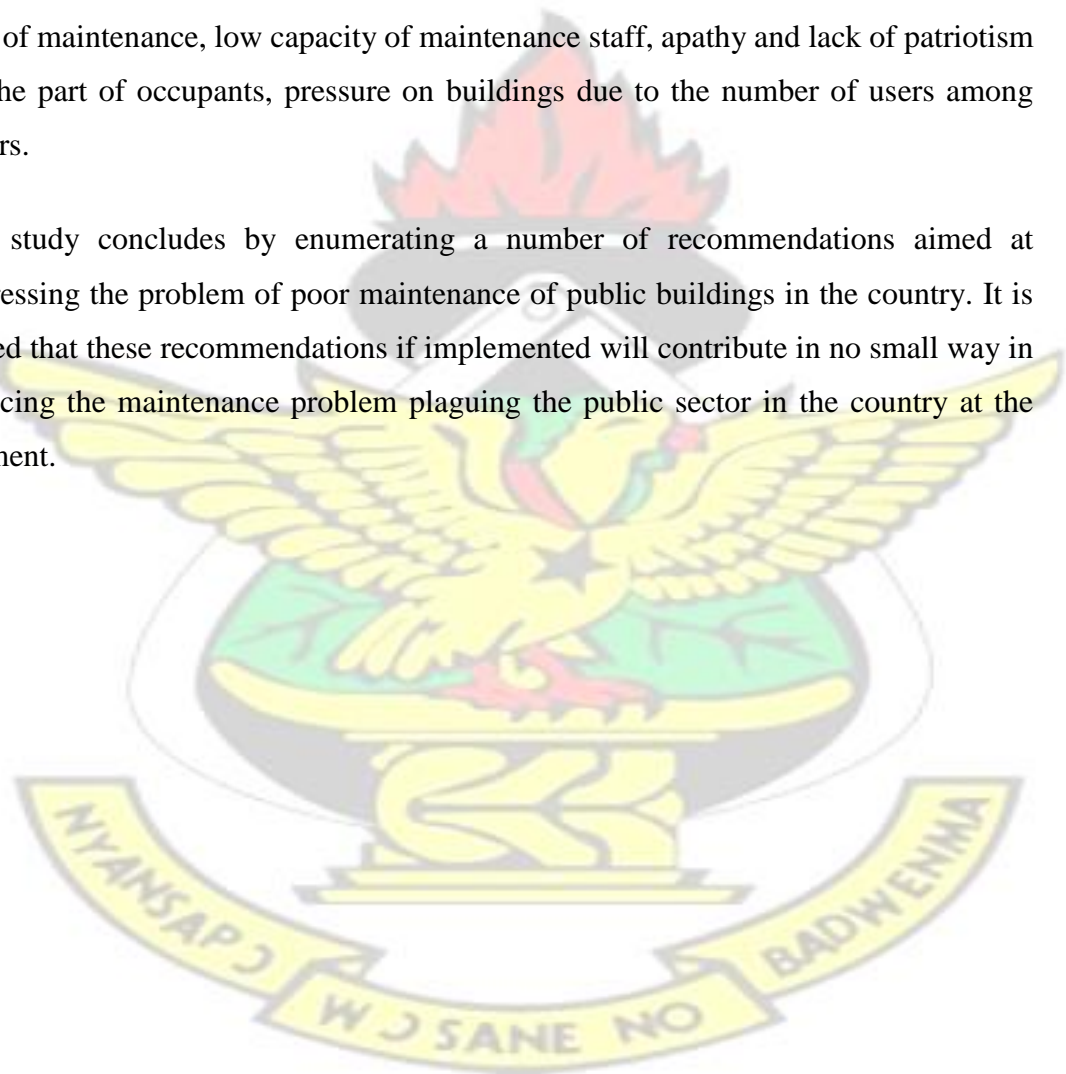 of maintenance, low capacity of maintenance staff, apathy and lack of patriotism
he part of occupants, pressure on buildings due to the number of users among
rs.
study concludes by enumerating a number of recommendations aimed at
ressing the problem of poor maintenance of public buildings in the country. It is
ed that these recommendations if implemented will contribute in no small way in
cing the maintenance problem plaguing the public sector in the country at the
nent.
NYANSAPƆ
WƆSANE NO
BADWENMA